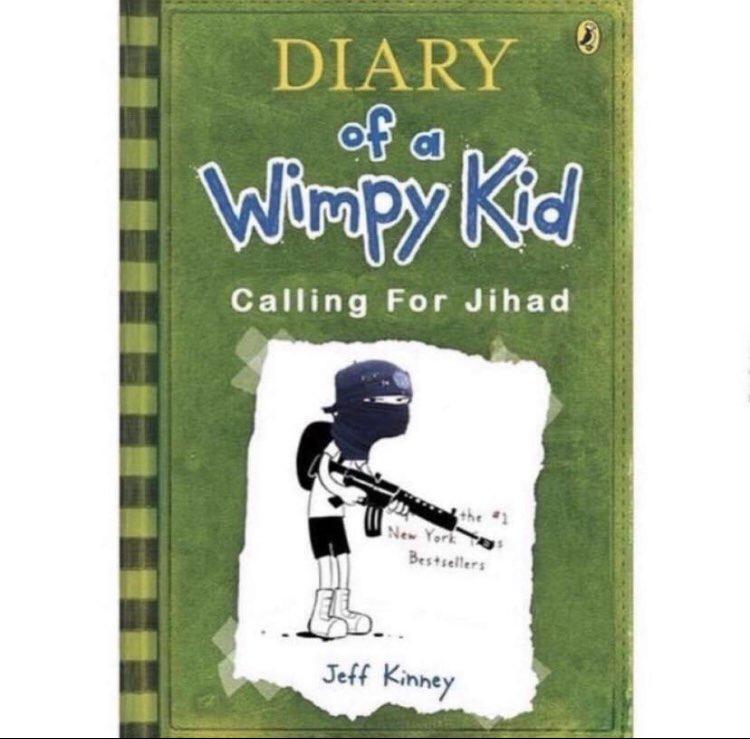 DIARY
of a
Wimpy Kid
Calling For Jihad
the #1
New York
Bestsellers
Jeff Kinney